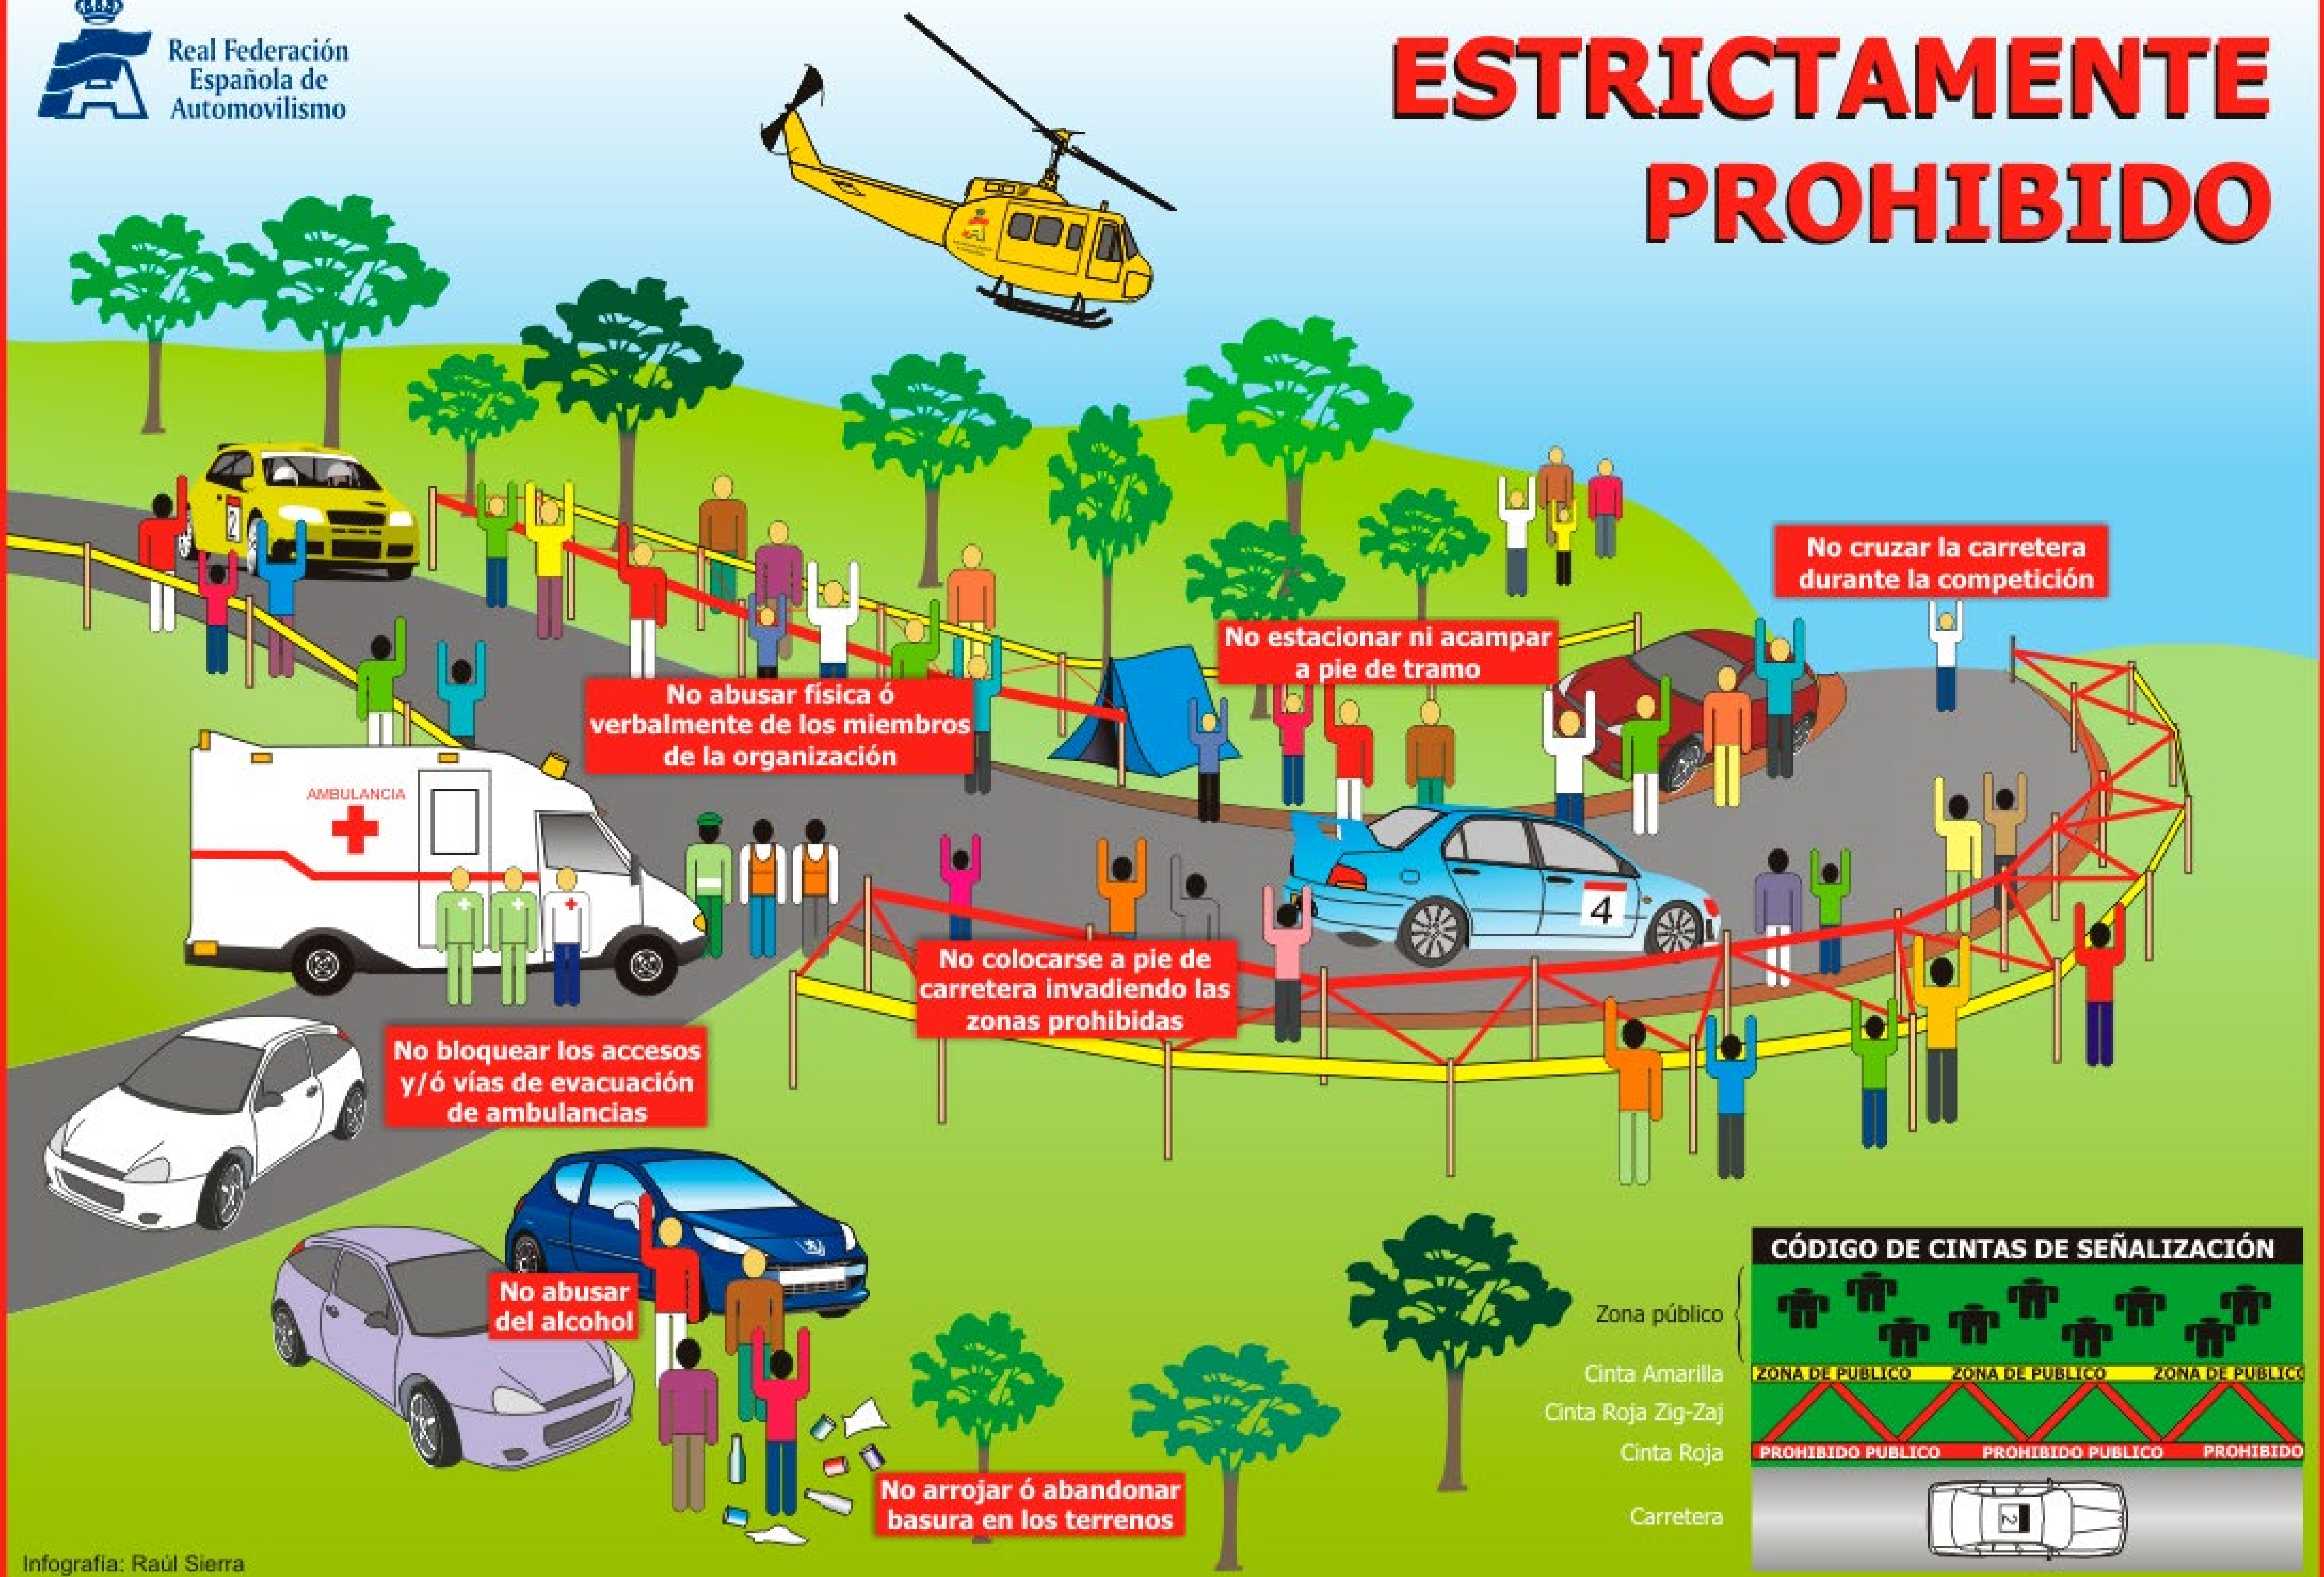 Real Federación
Española de
Automovilismo
ESTRICTAMENTE
PROHIBIDO
2
No cruzar la carretera
durante la competición
No estacionar ni acampar
a pie de tramo
No abusar física ó
verbalmente de los miembros
de la organización
AMBULANCIA
4
No colocarse a pie de
carretera invadiendo las
zonas prohibidas
No bloquear los accesos
y/ó vías de evacuación
de ambulancias
No abusar
del alcohol
No arrojar ó abandonar
basura en los terrenos
CÓDIGO DE CINTAS DE SEÑALIZACIÓN
Zona público
Cinta Amarilla
ZONA DE PUBLICO ZONA DE PUBLICO ZONA DE PUBLICO
Cinta Roja Zig-Zaj
Cinta Roja
PROHIBIDO PUBLICO PROHIBIDO PUBLICO PROHIBIDO
Carretera
2
Infografía: Raúl Sierra